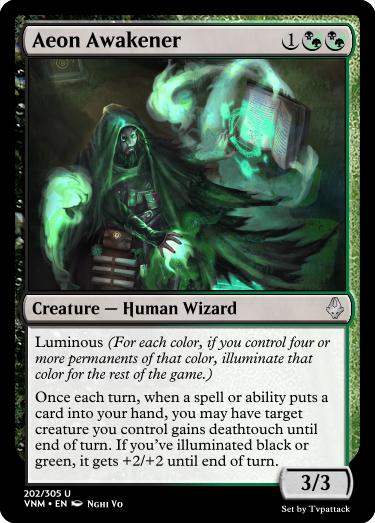 Aeon Awakener 1
Creature — Human Wizard
Luminous (For each color, if you control four or
more permanents of that color, illuminate that
color for the rest of the game.)
Once each turn, when a spell or ability puts a
card into your hand, you may have target
creature you control gains deathtouch until
end of turn. If you've illuminated black or
green, it gets +2/+2 until end of turn.
3/3
202/305 U
VNM • EN Nghi Vo
Set by Tvpattack